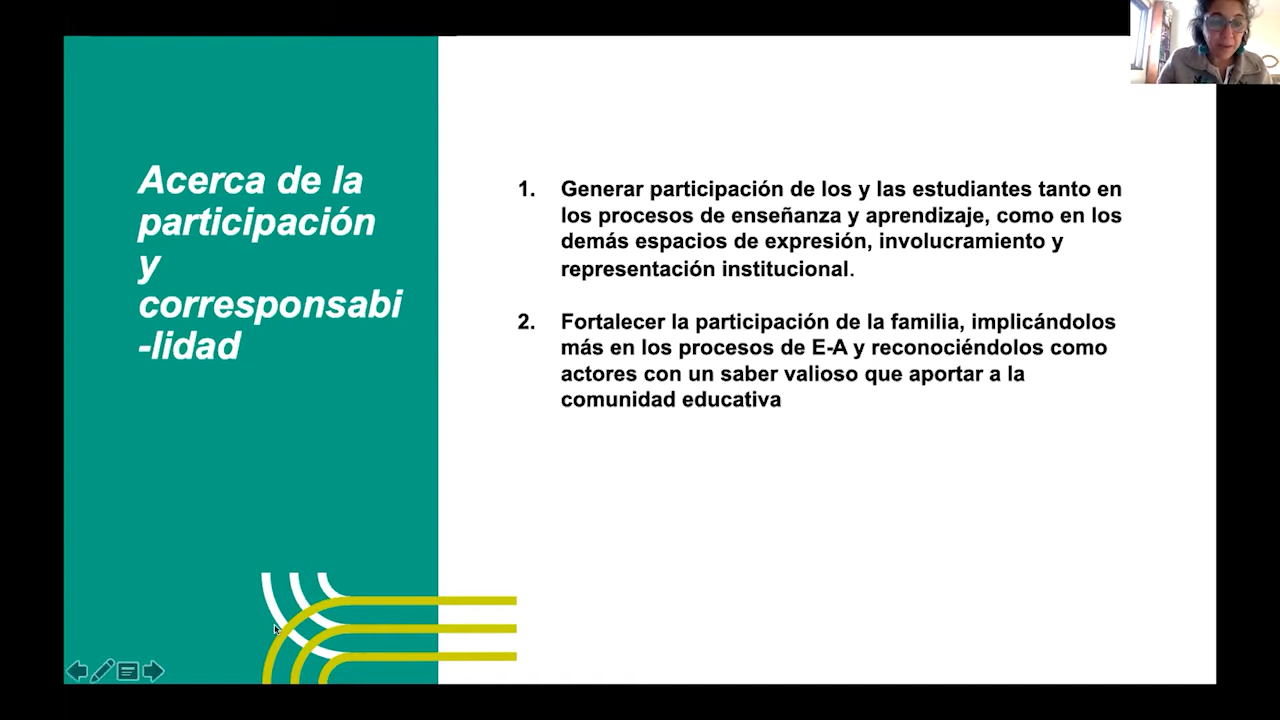 Acerca de la
participación
y
corresponsabi
-lidad
1. Generar participación de los y las estudiantes tanto en
los procesos de enseñanza y aprendizaje, como en los
demás espacios de expresión, involucramiento y
representación institucional.
2. Fortalecer la participación de la familia, implicándolos
más en los procesos de E-A y reconociéndolos como
actores con un saber valioso que aportar a la
comunidad educativa